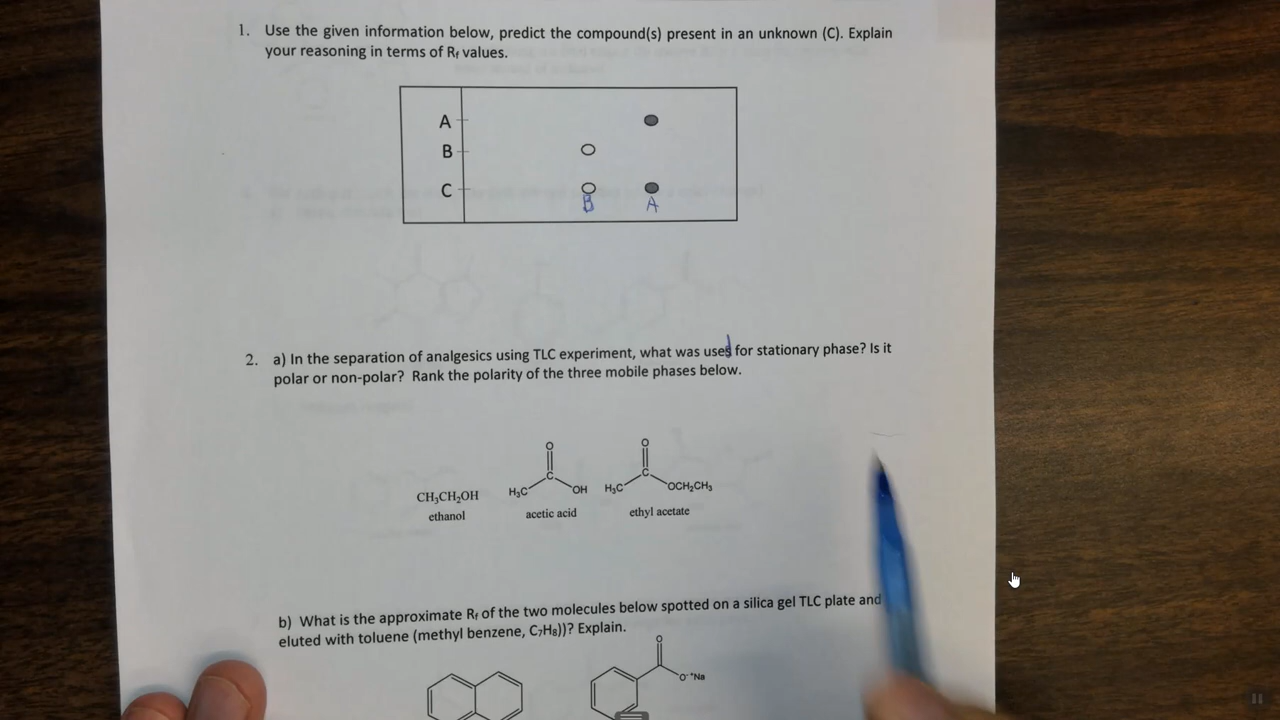 1. Use the given information below, predict the compound(s) present in an unknown (C). Explain
your reasoning in terms of Rf values.
A
B
C
B A
2. a) In the separation of analgesics using TLC experiment, what was used for stationary phase? Is it
polar or non-polar? Rank the polarity of the three mobile phases below.
O O
C C
H₃C OH H₃C OCH₂CH₃
CH₃CH₂OH
ethanol acetic acid ethyl acetate
b) What is the approximate Rf of the two molecules below spotted on a silica gel TLC plate and
eluted with toluene (methyl benzene, C₇H₈))? Explain.
O
O⁻ ⁺Na